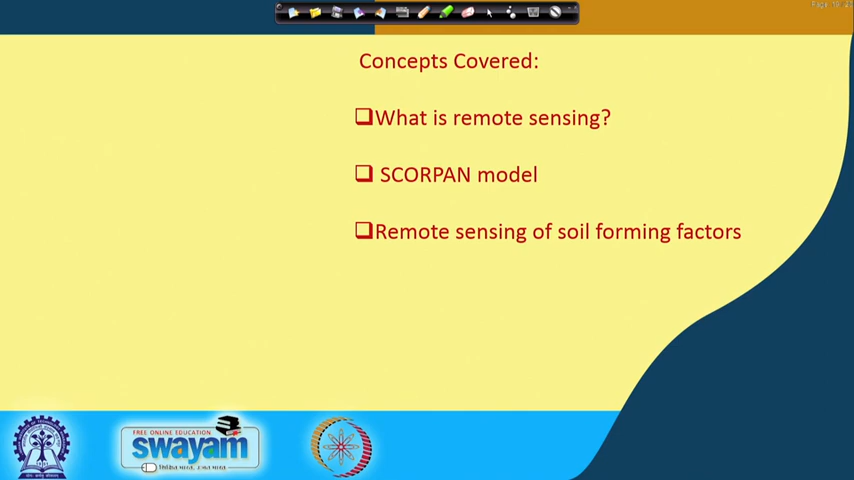 Concepts Covered:
❑What is remote sensing?
❑ SCORPAN model
❑Remote sensing of soil forming factors
FREE ONLINE EDUCATION
swayam